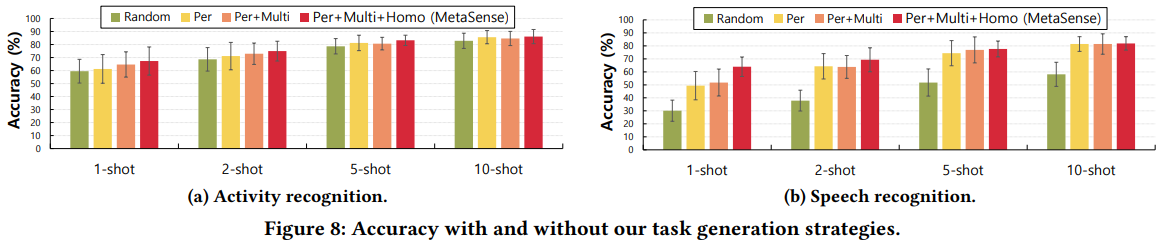 Random Per Per+Multi Per+Multi+Homo (MetaSense)
Accuracy (%)
100
90
80
70
60
50
40
30
20
10
0
1-shot 2-shot 5-shot 10-shot
(a) Activity recognition.
Random Per Per+Multi Per+Multi+Homo (MetaSense)
Accuracy (%)
100
90
80
70
60
50
40
30
20
10
0
1-shot 2-shot 5-shot 10-shot
(b) Speech recognition.
Figure 8: Accuracy with and without our task generation strategies.